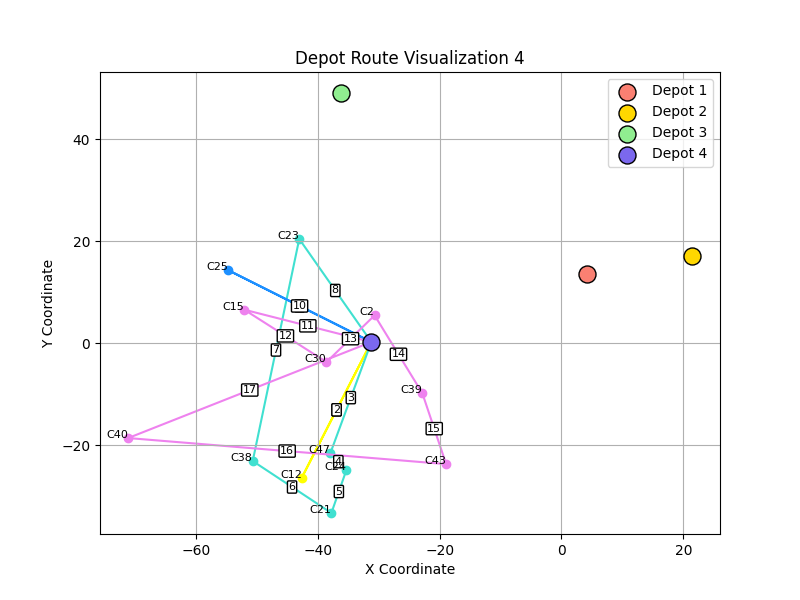 Depot Route Visualization 4
Depot 1
Depot 2
Depot 3
Depot 4
Y Coordinate
40
20
0
−20
C23
C25
8
10
C15
C2
11
12
13
7
14
C30
17
C39
3
2
15
C40
16
C47
4
C38
C43
C12
6
5
C21
−60
−40
−20
0
20
X Coordinate